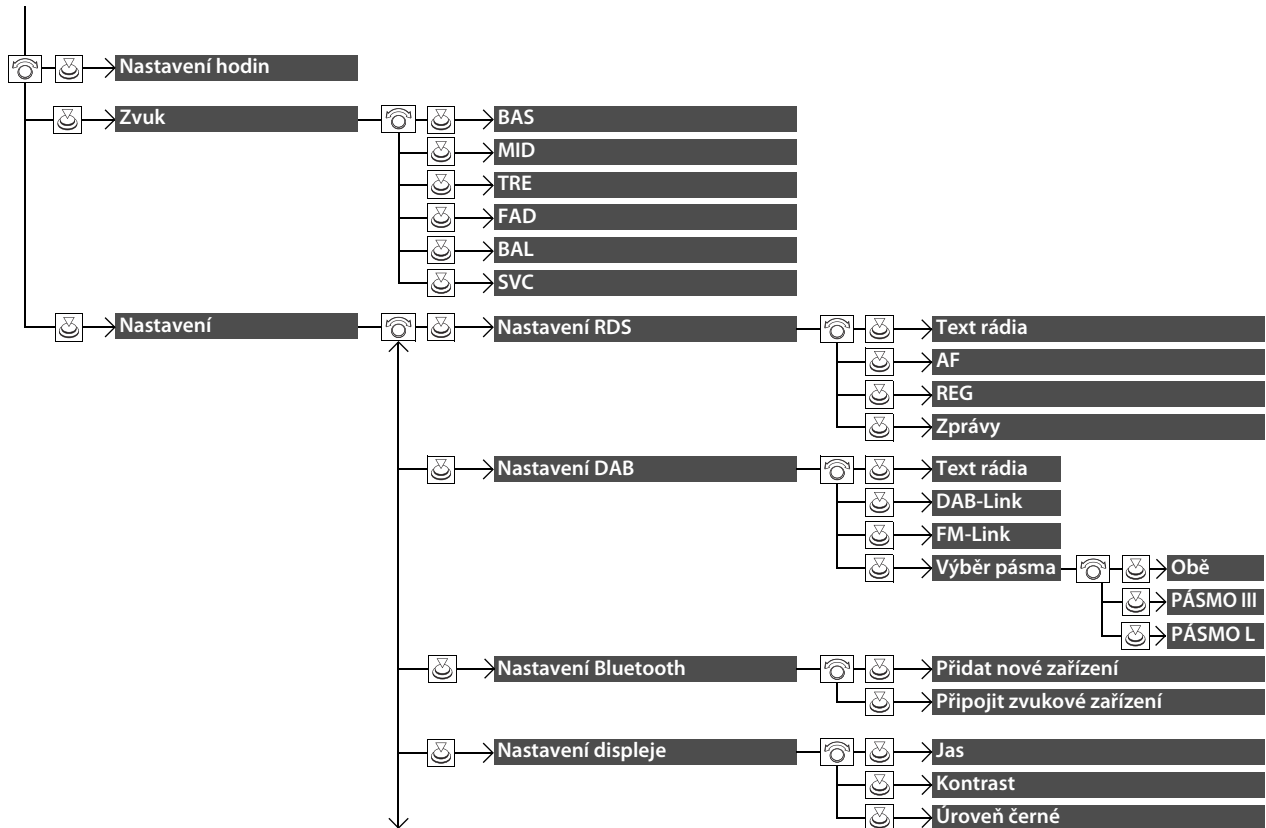 Nastavení hodin
Zvuk
BAS
MID
TRE
FAD
BAL
SVC
Nastavení
Nastavení RDS
Text rádia
AF
REG
Zprávy
Nastavení DAB
Text rádia
DAB-Link
FM-Link
Výběr pásma
Obě
PÁSMO III
PÁSMO L
Nastavení Bluetooth
Přidat nové zařízení
Připojit zvukové zařízení
Nastavení displeje
Jas
Kontrast
Úroveň černé